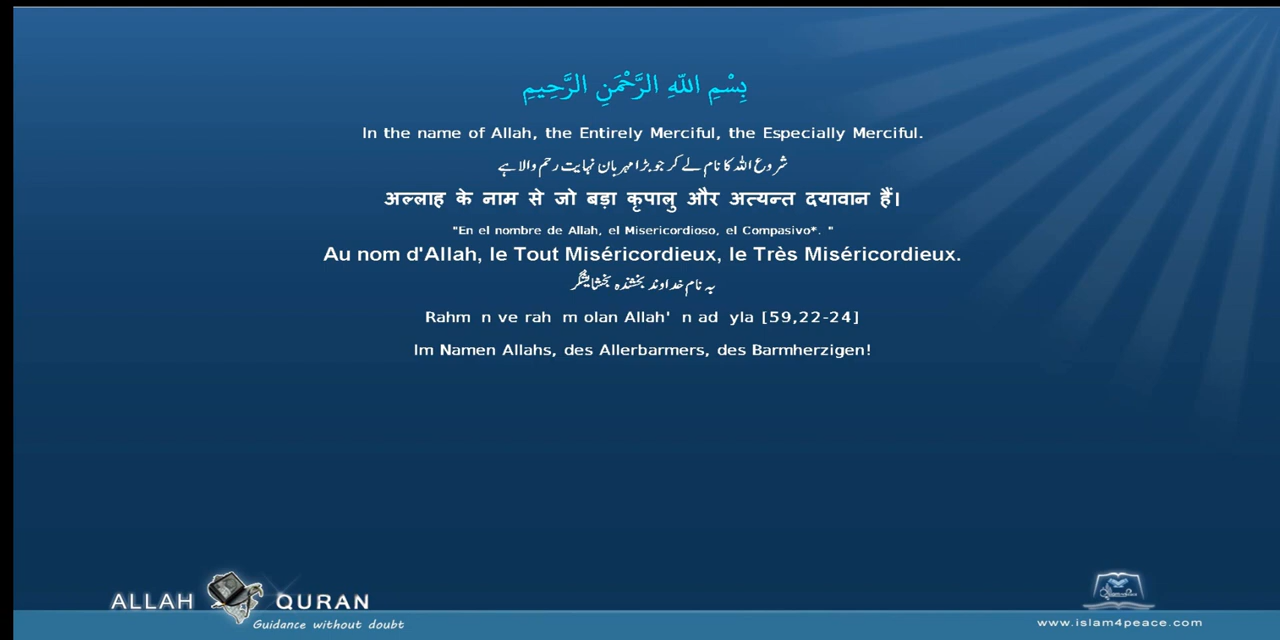 بِسْمِ اللّٰهِ الرَّحْمَنِ الرَّحِيمِ
In the name of Allah, the Entirely Merciful, the Especially Merciful.
شروع اللہ کا نام لے کر جو بڑا مہربان نہایت رحم والا ہے
अल्लाह के नाम से जो बड़ा कृपालु और अत्यन्त दयावान हैं।
"En el nombre de Allah, el Misericordioso, el Compasivo*. "
Au nom d'Allah, le Tout Miséricordieux, le Très Miséricordieux.
به نام خداوند بخشنده بخشایشگر
Rahm n ve rah m olan Allah' n ad yla [59,22-24]
Im Namen Allahs, des Allerbarmers, des Barmherzigen!
ALLAH QURAN
Guidance without doubt
www.islam4peace.com